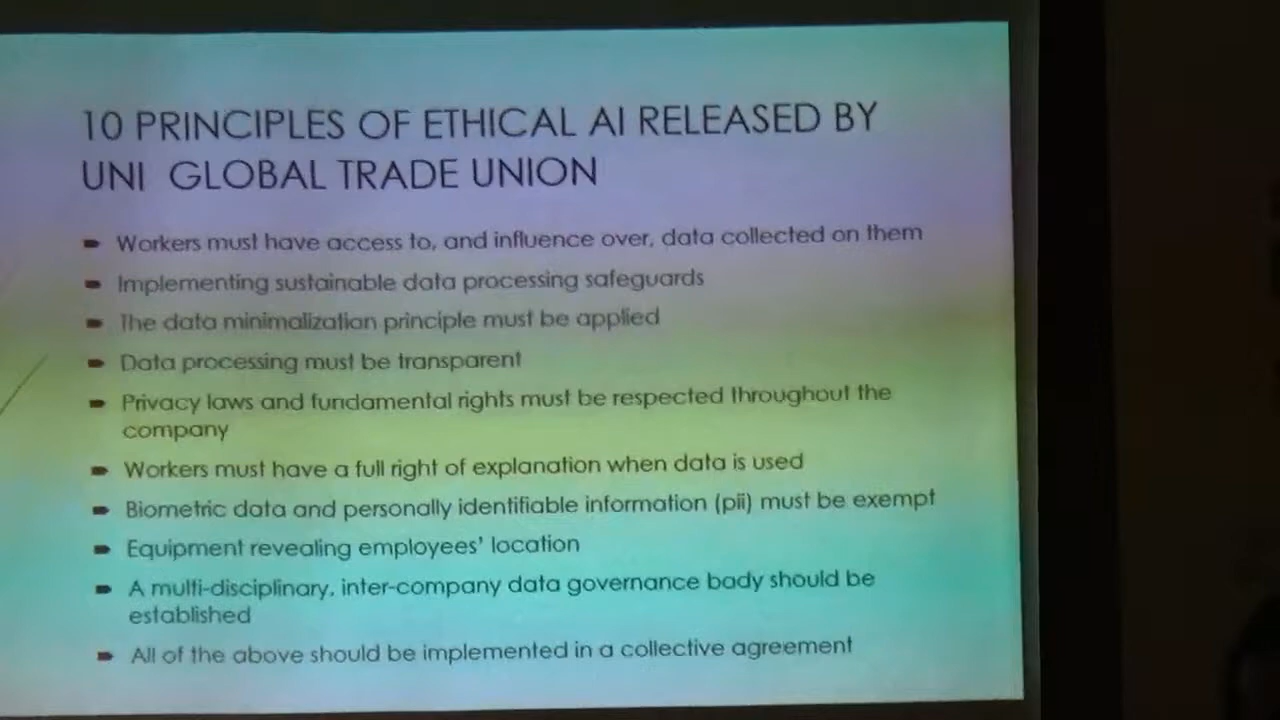 10 PRINCIPLES OF ETHICAL AI RELEASED BY
UNI GLOBAL TRADE UNION
Workers must have access to, and influence over, data collected on them
Implementing sustainable data processing safeguards
The data minimalization principle must be applied
Data processing must be transparent
Privacy laws and fundamental rights must be respected throughout the
company
Workers must have a full right of explanation when data is used
Biometric data and personally identifiable information (pii) must be exempt
Equipment revealing employees' location
A multi-disciplinary, inter-company data governance bady should be
established
All of the above should be implemented in a collective agreement